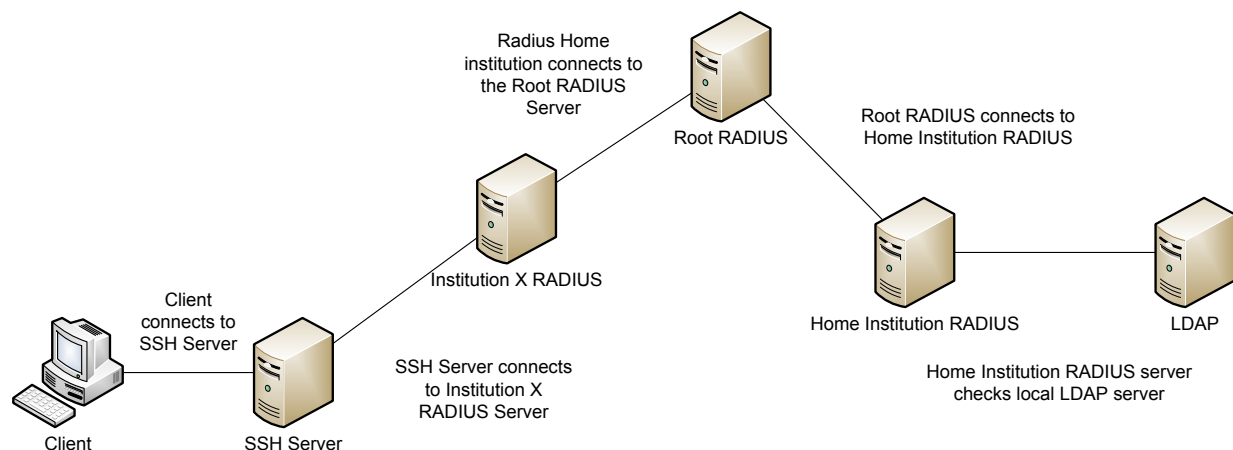 Radius Home
institution connects to
the Root RADIUS
Server
Root RADIUS
Root RADIUS connects to
Home Institution RADIUS
Institution X RADIUS
Client
connects to
SSH Server
SSH Server connects
to Institution X
RADIUS Server
Home Institution RADIUS
LDAP
Home Institution RADIUS server
checks local LDAP server
Client
SSH Server